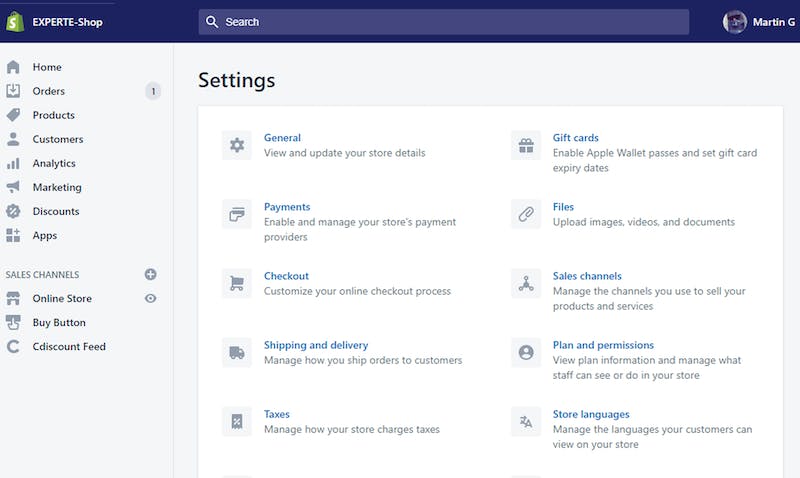 EXPERTE-Shop
Search
Martin G
Home
Orders
1
Products
Customers
Analytics
Marketing
Discounts
Apps
SALES CHANNELS
Online Store
Buy Button
Cdiscount Feed
Settings
General
View and update your store details
Payments
Enable and manage your store's payment
providers
Checkout
Customize your online checkout process
Shipping and delivery
Manage how you ship orders to customers
Taxes
Manage how your store charges taxes
Gift cards
Enable Apple Wallet passes and set gift card
expiry dates
Files
Upload images, videos, and documents
Sales channels
Manage the channels you use to sell your
products and services
Plan and permissions
View plan information and manage what
staff can see or do in your store
Store languages
Manage the languages your customers can
view on your store